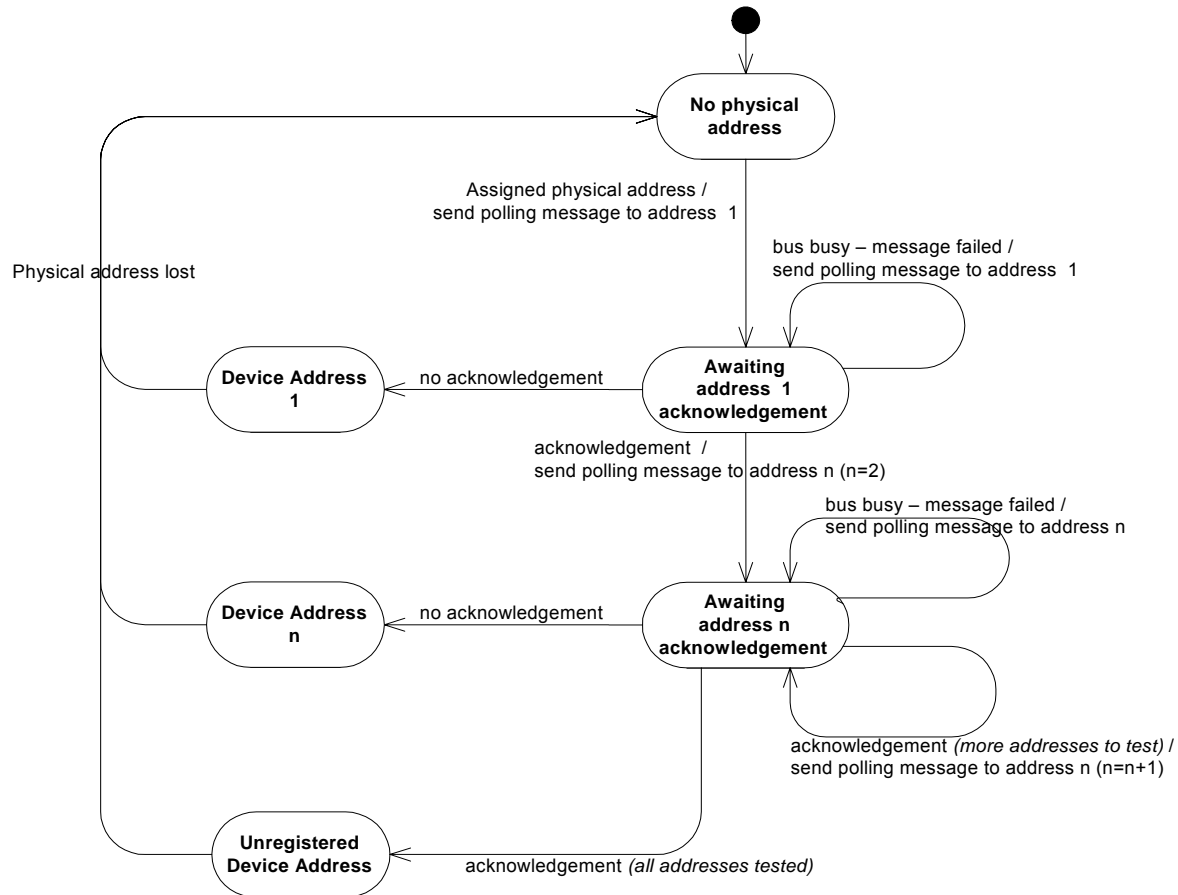 No physical
address
Assigned physical address /
send polling message to address 1
bus busy – message failed /
send polling message to address 1
Physical address lost
Device Address
1
no acknowledgement
Awaiting
address 1
acknowledgement
acknowledgement /
send polling message to address n (n=2)
bus busy – message failed /
send polling message to address n
Device Address
n
no acknowledgement
Awaiting
address n
acknowledgement
acknowledgement (more addresses to test) /
send polling message to address n (n=n+1)
Unregistered
Device Address
acknowledgement (all addresses tested)